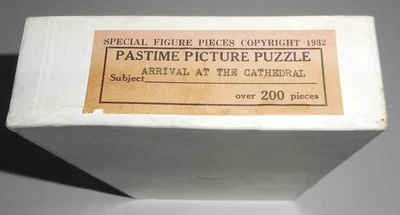 SPECIAL FIGURE PIECES COPYRIGHT 1932
PASTIME PICTURE PUZZLE
ARRIVAL AT THE CATHEDRAL
Subject
over 200 pieces